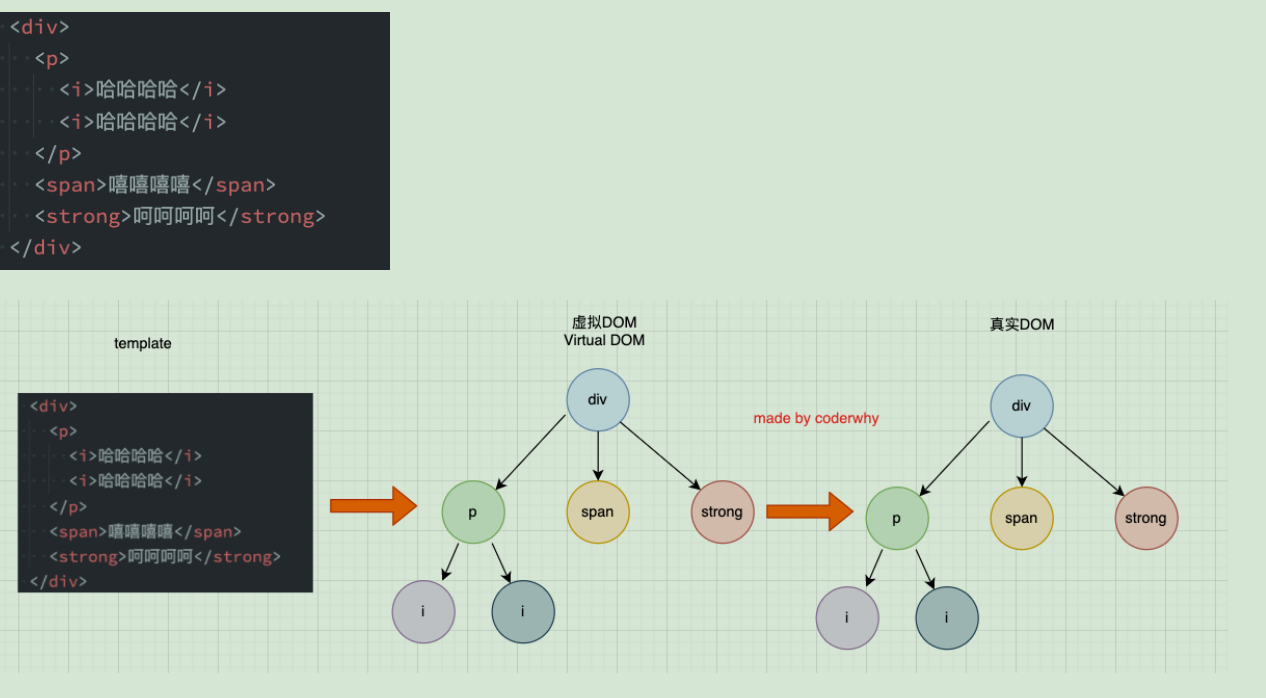 <div>
<p>
<i>哈哈哈哈</i>
<i>哈哈哈哈</i>
</p>
<span>嘻嘻嘻嘻</span>
<strong>呵呵呵呵</strong>
</div>
template
虚拟DOM
Virtual DOM
真实DOM
<div>
<p>
<i>哈哈哈哈</i>
<i>哈哈哈哈</i>
</p>
<span>嘻嘻嘻嘻</span>
<strong>呵呵呵呵</strong>
</div>
div
p
span
strong
i
i
made by coderwhy
div
p
span
strong
i
i